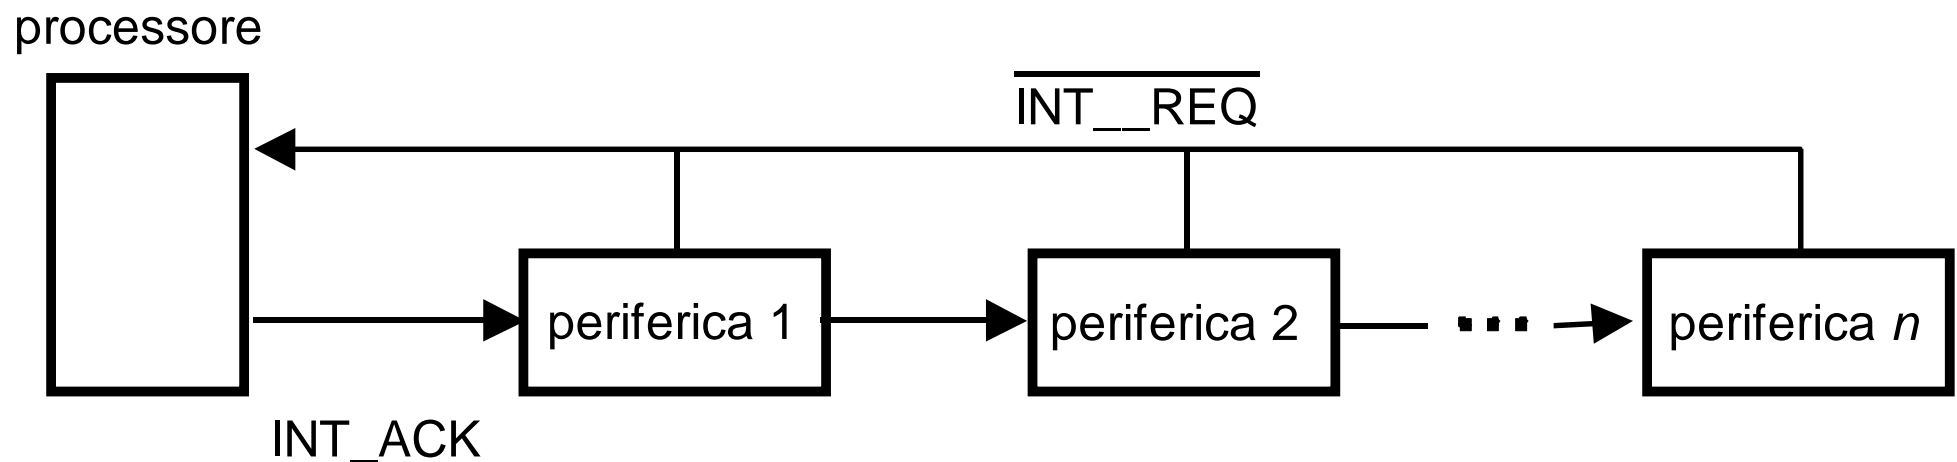 processore
INT__REQ
periferica 1
periferica 2
...
periferica n
INT_ACK